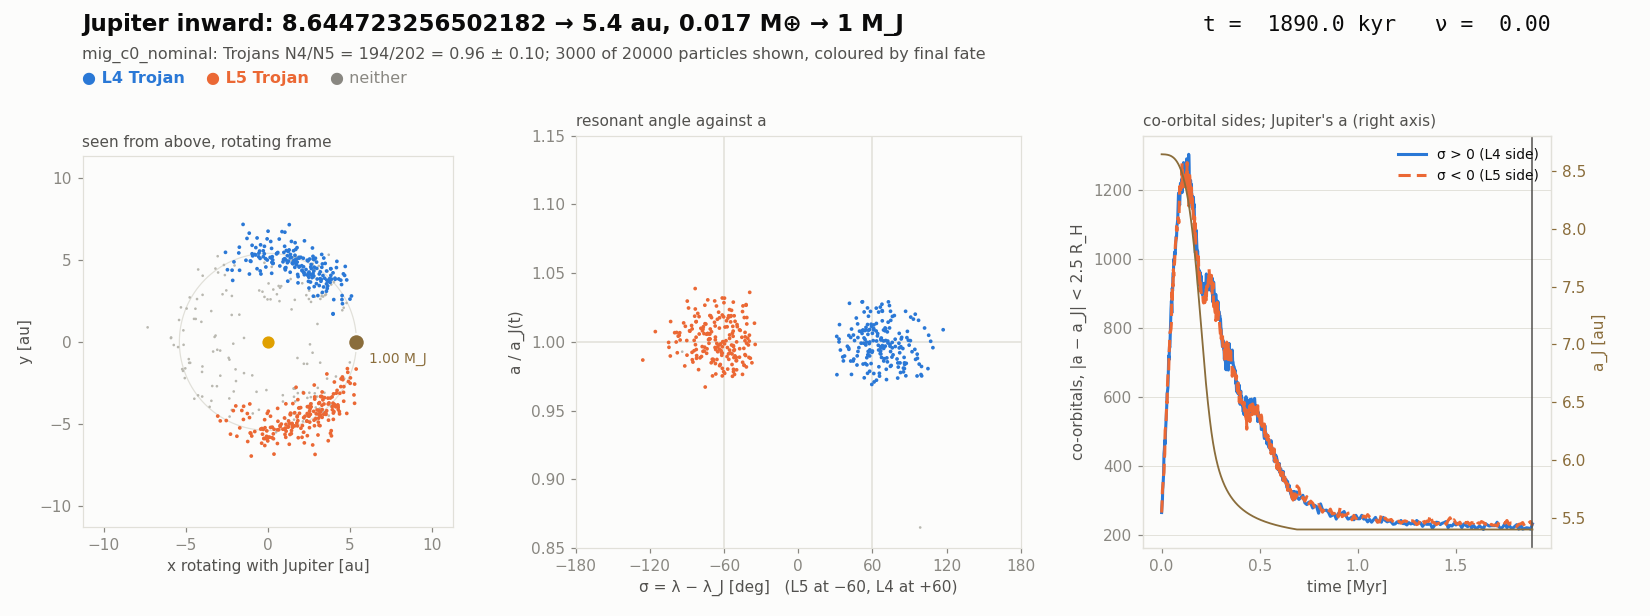 Jupiter inward: 8.644723256502182 → 5.4 au, 0.017 M⊕ → 1 M_J
t =  1890.0 kyr   ν =  0.00
mig_c0_nominal: Trojans N4/N5 = 194/202 = 0.96 ± 0.10; 3000 of 20000 particles shown, coloured by final fate
L4 Trojan   L5 Trojan   neither
seen from above, rotating frame
10
5
0
−5
−10
y [au]
1.00 M_J
−10 −5 0 5 10
x rotating with Jupiter [au]
resonant angle against a
1.15
1.10
1.05
1.00
0.95
0.90
0.85
a / a_J(t)
−180 −120 −60 0 60 120 180
σ = λ − λ_J [deg]   (L5 at −60, L4 at +60)
co-orbital sides; Jupiter's a (right axis)
σ > 0 (L4 side)
σ < 0 (L5 side)
1200
1000
800
600
400
200
co-orbitals, |a − a_J| < 2.5 R_H
8.5
8.0
7.5
7.0
6.5
6.0
5.5
a_J [au]
0.0 0.5 1.0 1.5
time [Myr]